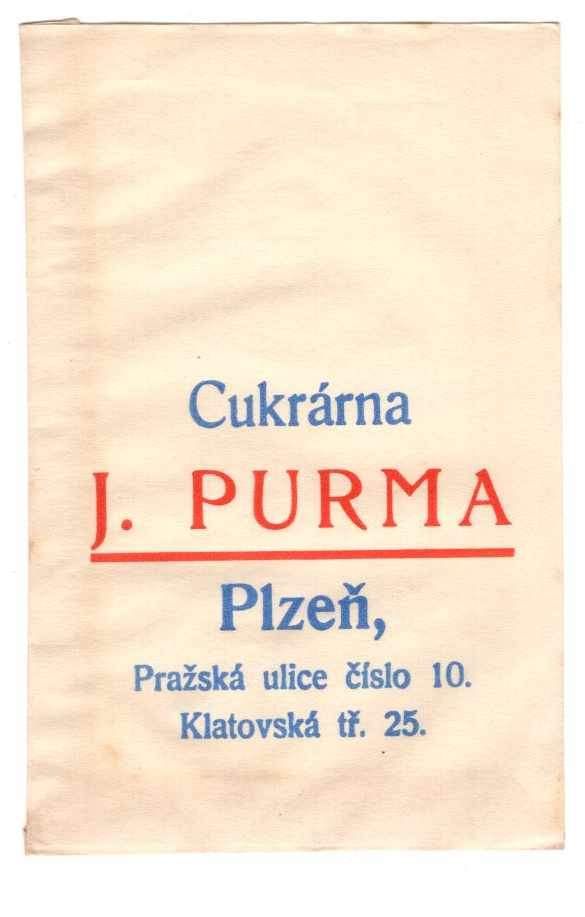 Cukrárna
J. PURMA
Plzeň,
Pražská ulice číslo 10.
Klatovská tř. 25.